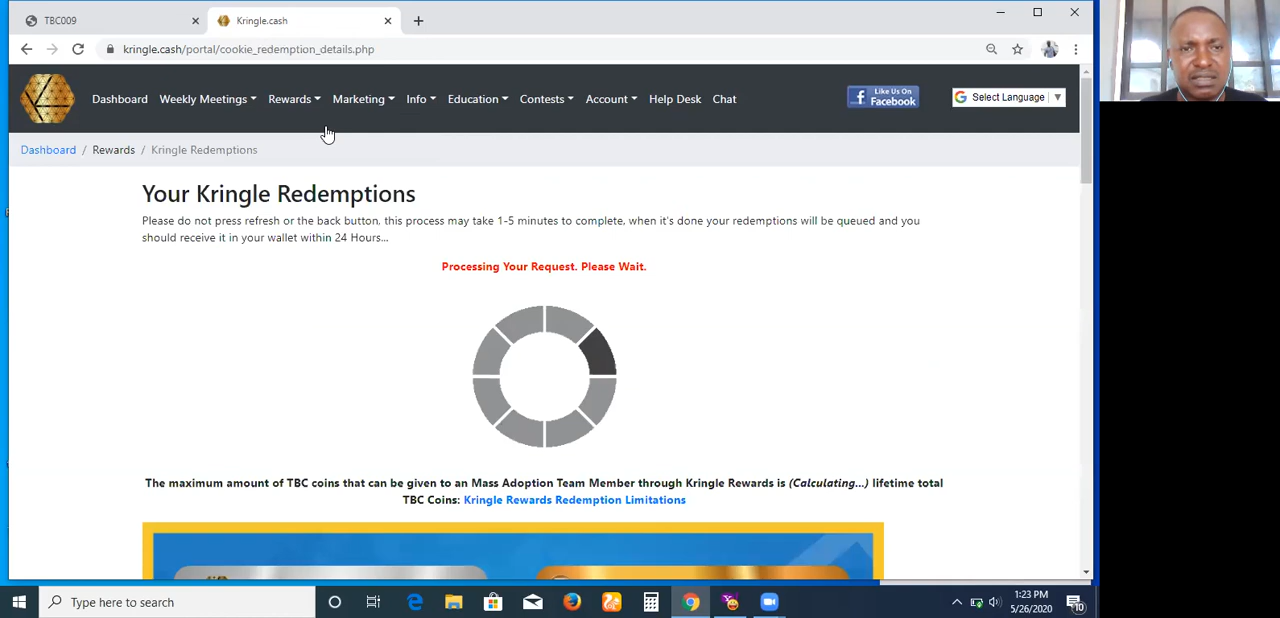 TBC009
Kringle.cash
kringle.cash/portal/cookie_redemption_details.php
Dashboard Weekly Meetings Rewards Marketing Info Education Contests Account Help Desk Chat
Like Us On
Facebook
Select Language
Dashboard / Rewards / Kringle Redemptions
Your Kringle Redemptions
Please do not press refresh or the back button, this process may take 1-5 minutes to complete, when it's done your redemptions will be queued and you
should receive it in your wallet within 24 Hours...
Processing Your Request. Please Wait.
The maximum amount of TBC coins that can be given to an Mass Adoption Team Member through Kringle Rewards is (Calculating...) lifetime total
TBC Coins: Kringle Rewards Redemption Limitations
Type here to search
1:23 PM
5/26/2020
10